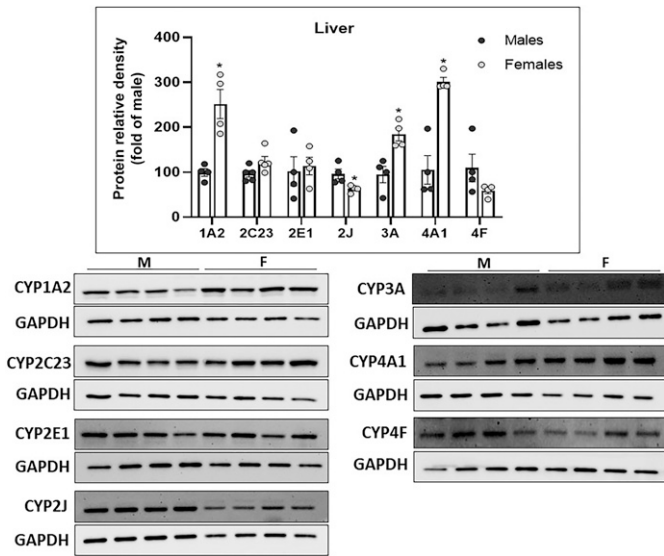 Liver
Protein relative density
(fold of male)
400
300
200
100
0
Males
Females
* * * *
1A2 2C23 2E1 2J 3A 4A1 4F
M F
CYP1A2
GAPDH
CYP2C23
GAPDH
CYP2E1
GAPDH
CYP2J
GAPDH
M F
CYP3A
GAPDH
CYP4A1
GAPDH
CYP4F
GAPDH